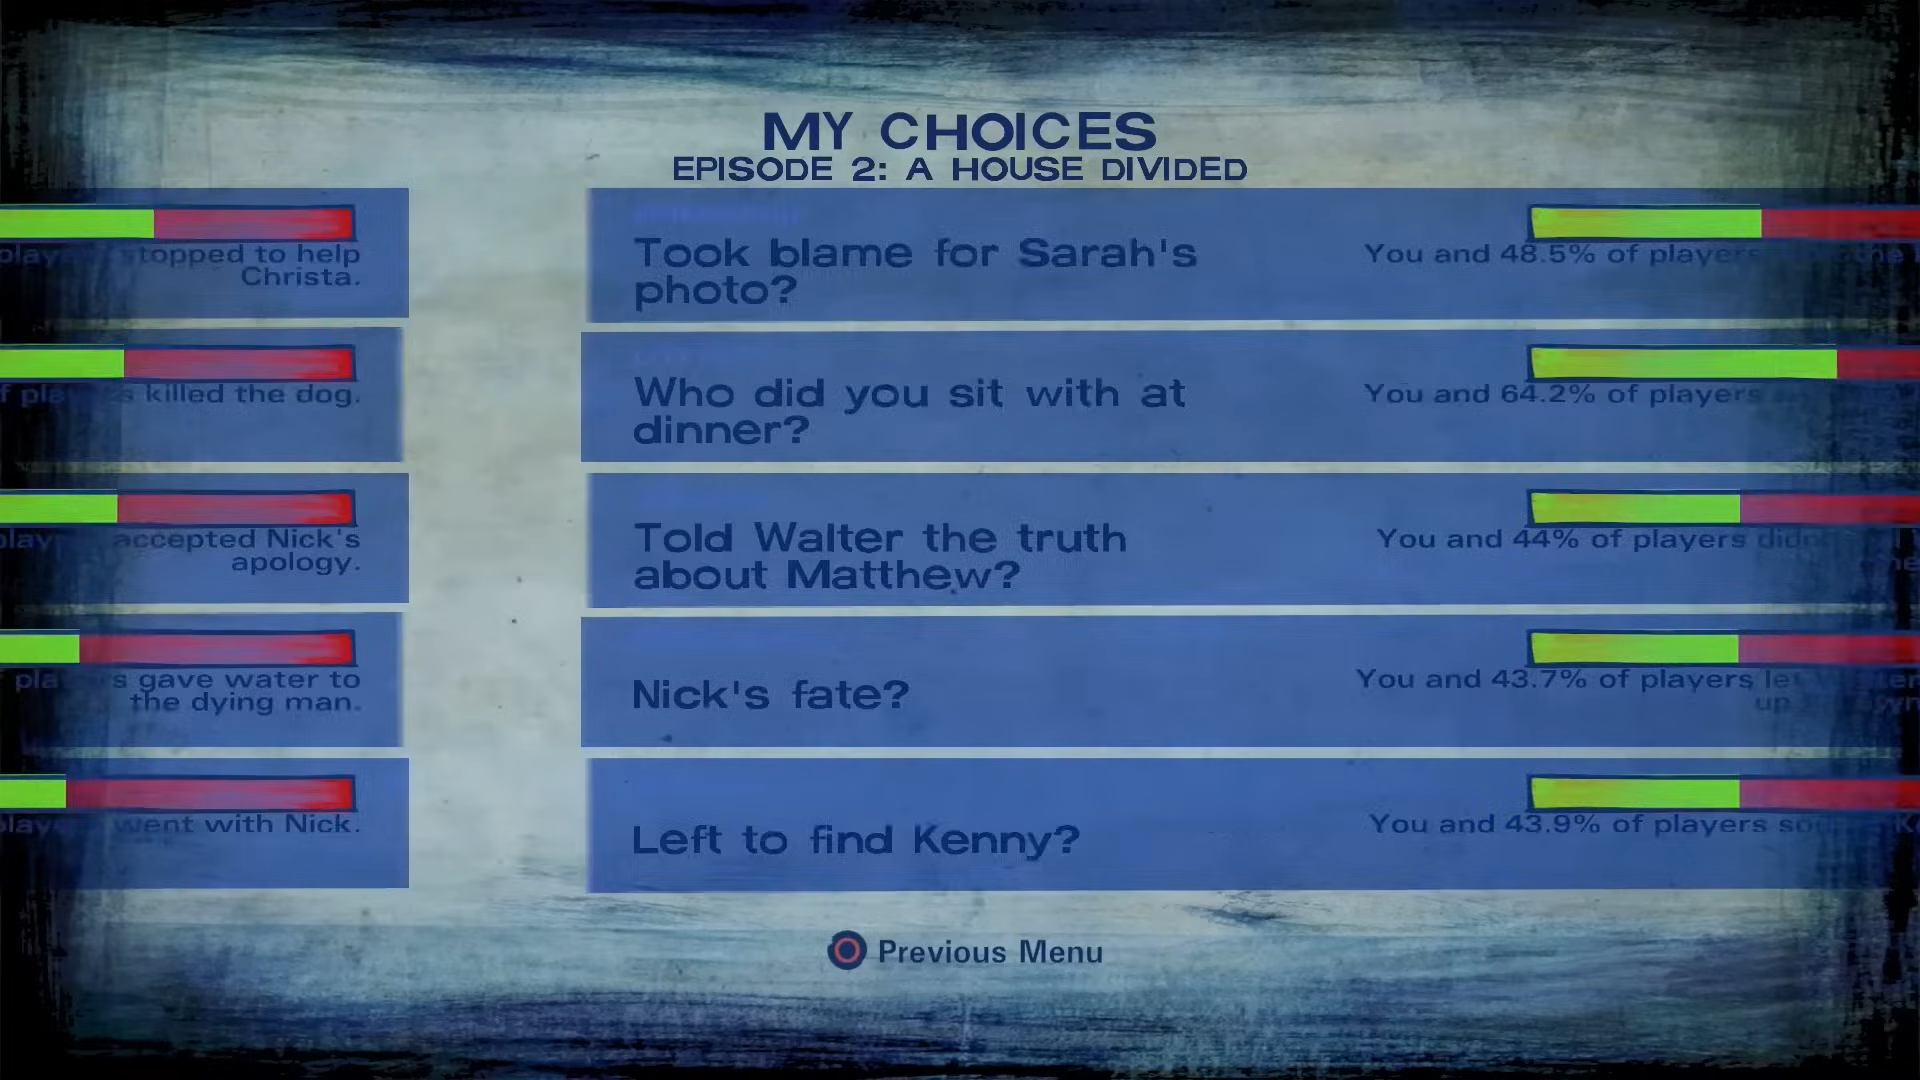 MY CHOICES
EPISODE 2: A HOUSE DIVIDED
stopped to help
Christa.
killed the dog.
accepted Nick's
apology.
gave water to
the dying man.
went with Nick.
Took blame for Sarah's
photo?
You and 48.5% of players
Who did you sit with at
dinner?
You and 64.2% of players
Told Walter the truth
about Matthew?
You and 44% of players
Nick's fate?
You and 43.7% of players
up
Left to find Kenny?
You and 43.9% of players
Previous Menu